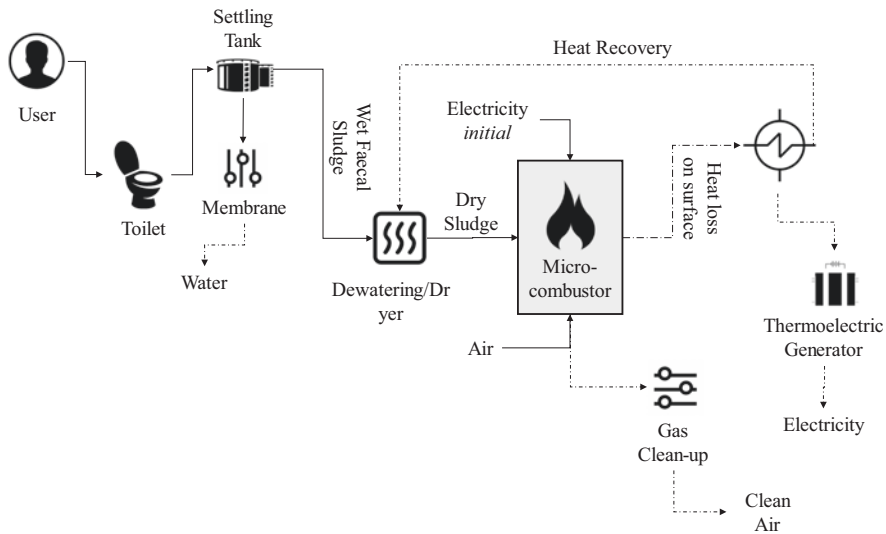 Settling
Tank
User
Toilet
Membrane
Water
Wet Faecal
Sludge
Heat Recovery
Electricity
initial
Dry
Sludge
Dewatering/Dr
yer
Micro-
combustor
Heat loss
on surface
Air
Thermoelectric
Generator
Electricity
Gas
Clean-up
Clean
Air